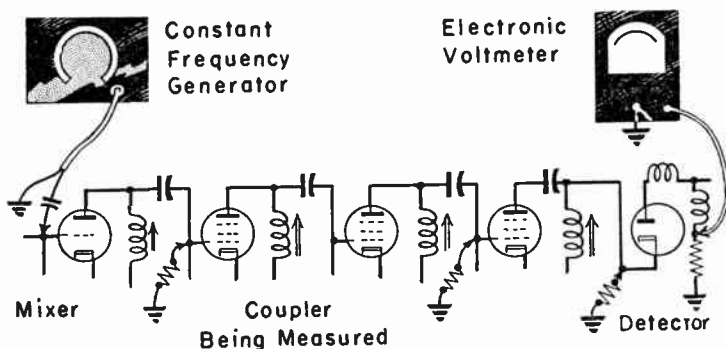 Constant
Frequency
Generator
Electronic
Voltmeter
Mixer
Coupler
Being Measured
Detector